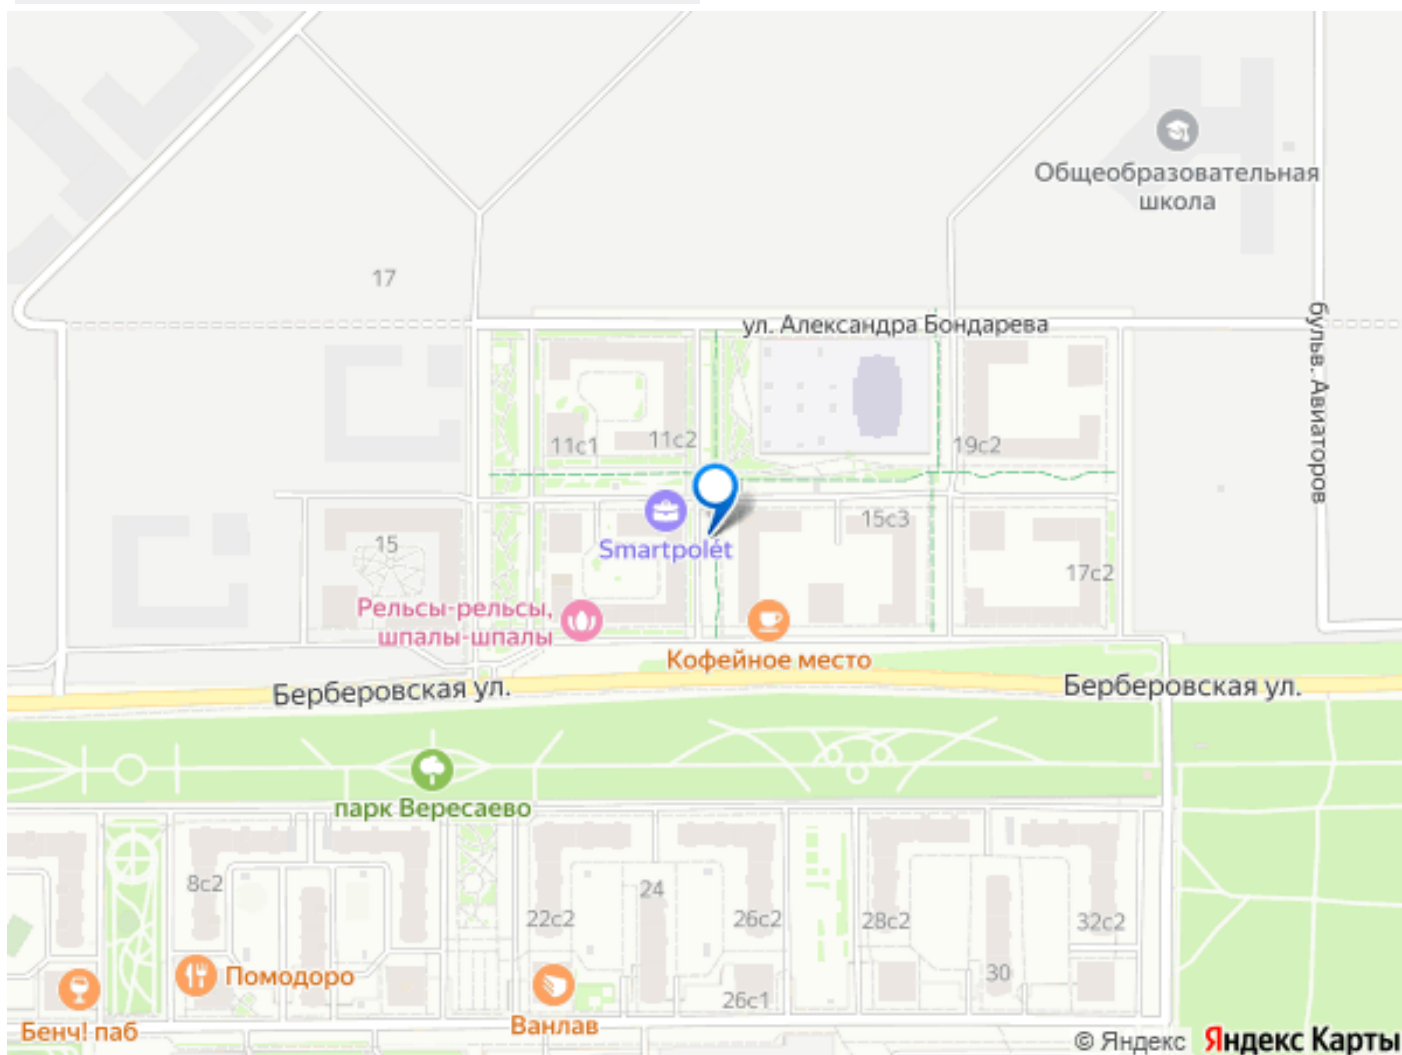 Общеобразовательная
школа
17
ул. Александра Бондарева
бульв. Авиаторов
11с1
11с2
19с2
15с3
15
Smartpolét
17с2
Рельсы-рельсы,
шпалы-шпалы
Кофейное место
Берберовская ул.
Берберовская ул.
парк Вересаево
8с2
24
22с2
26с2
28с2
32с2
30
Помодоро
26с1
Бенч! паб
Ванлав
© Яндекс Яндекс Карты